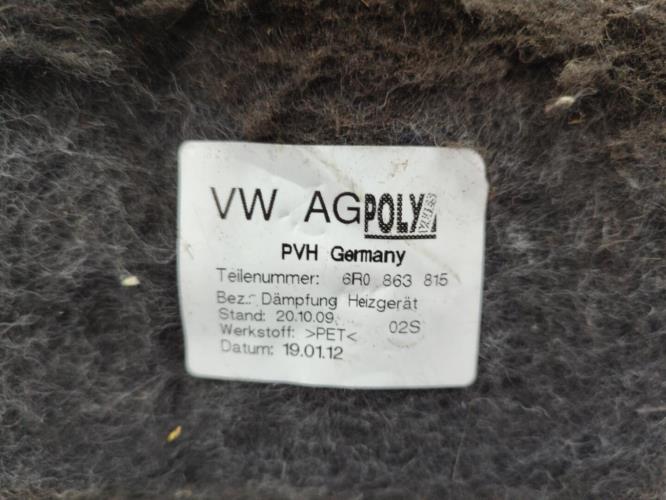 VW AG POLY
PVH Germany
Teilenummer: 6R0 863 815
Bez.: Dämpfung Heizgerät
Stand: 20.10.09
02S
Werkstoff: >PET<
Datum: 19.01.12